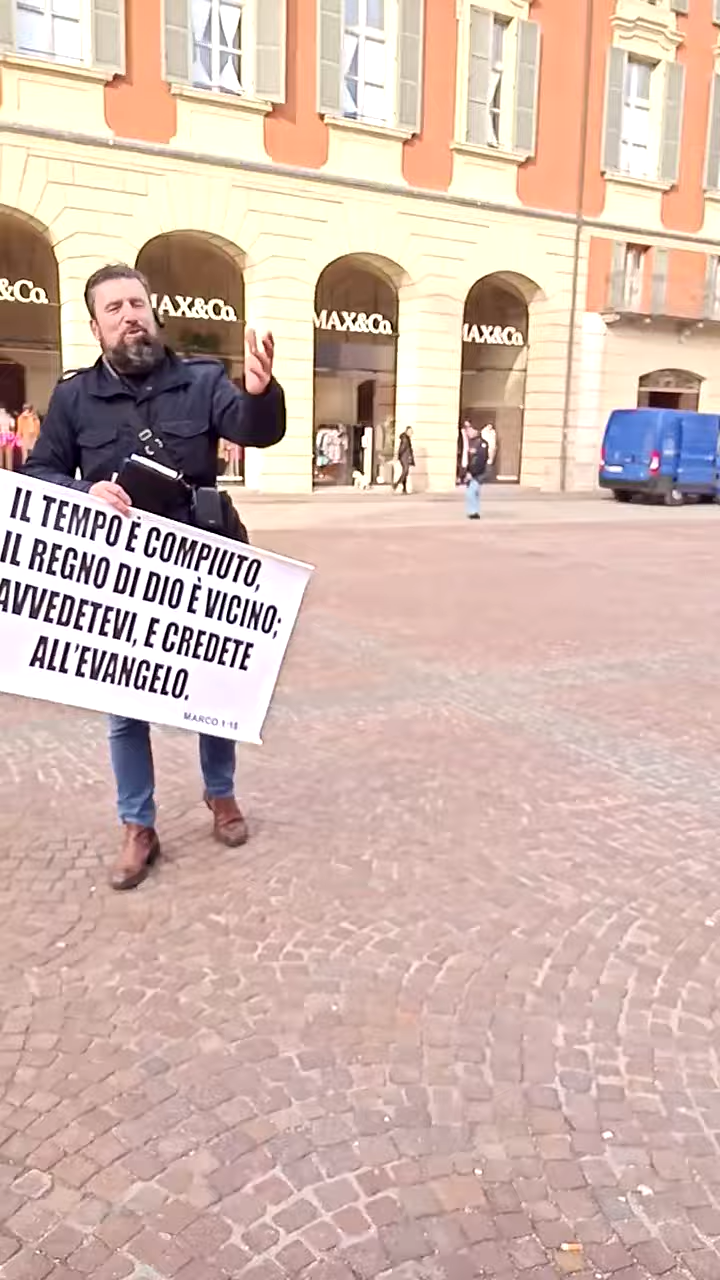 &Co.
MAX&Co.
MAX&Co.
MAX&Co.
IL TEMPO È COMPIUTO,
IL REGNO DI DIO È VICINO;
AVVEDETEVI, E CREDETE
ALL'EVANGELO.
MARCO 1:15